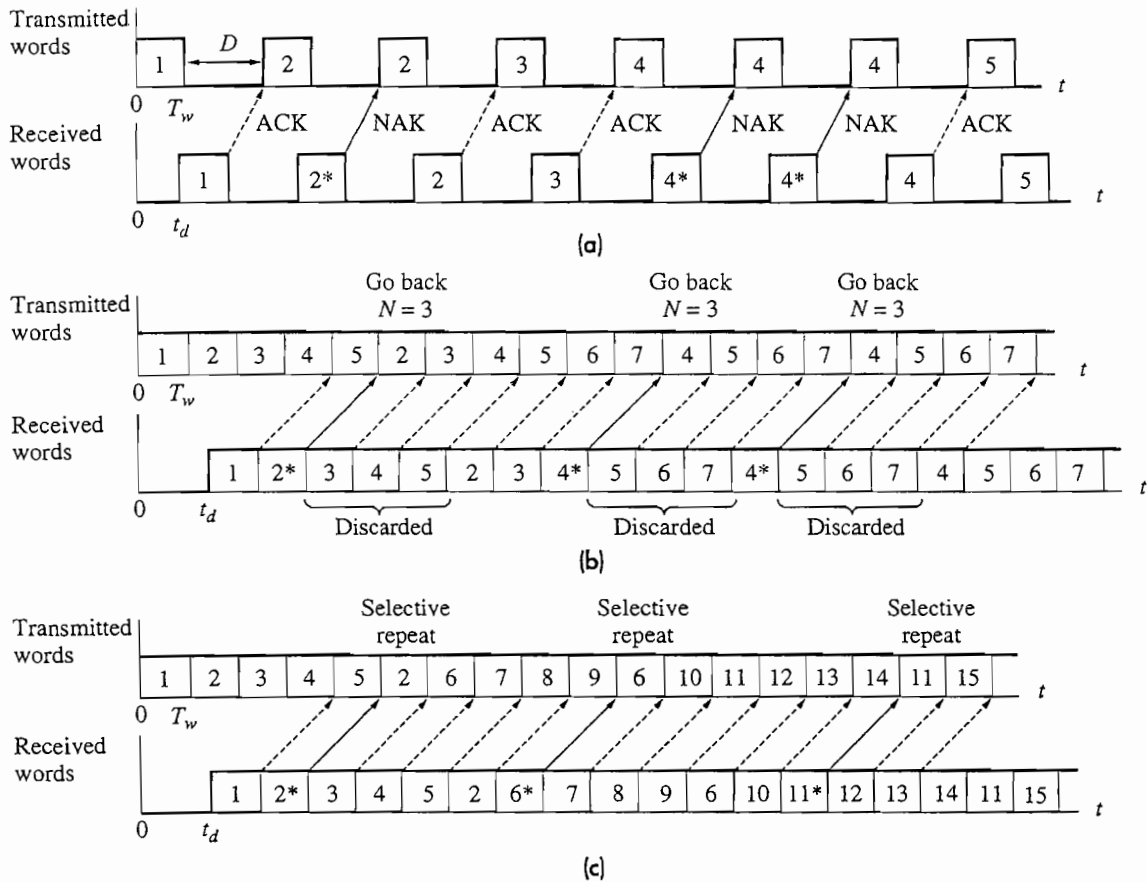 Transmitted words
D
1 2 2 3 4 4 4 5
t
0 T_w
ACK NAK ACK ACK NAK NAK ACK
Received words
1 2* 2 3 4* 4* 4 5
t
0 t_d
(a)
Go back N = 3 Go back N = 3 Go back N = 3
Transmitted words
1 2 3 4 5 2 3 4 5 6 7 4 5 6 7 4 5 6 7
t
0 T_w
Received words
1 2* 3 4 5 2 3 4* 5 6 7 4* 5 6 7 4 5 6 7
t
0 t_d
Discarded Discarded Discarded
(b)
Selective repeat Selective repeat Selective repeat
Transmitted words
1 2 3 4 5 2 6 7 8 9 6 10 11 12 13 14 11 15
t
0 T_w
Received words
1 2* 3 4 5 2 6* 7 8 9 6 10 11* 12 13 14 11 15
t
0 t_d
(c)